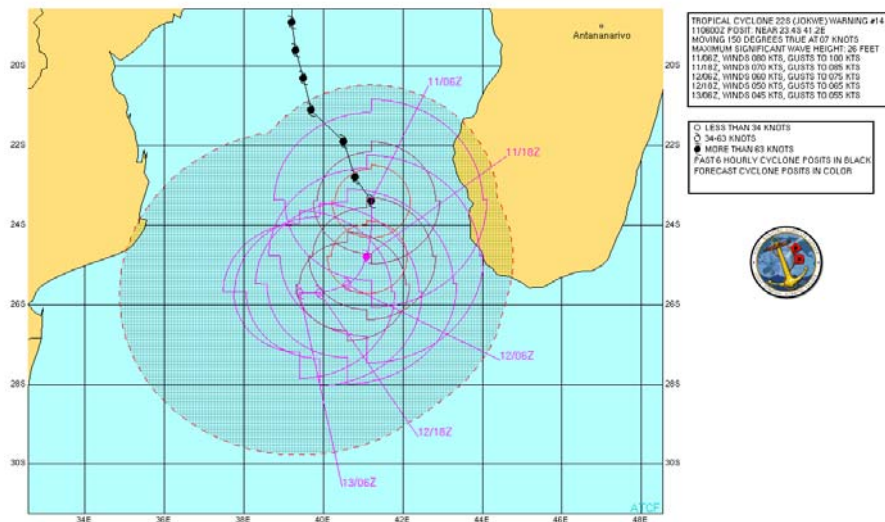 TROPICAL CYCLONE 22S (JOKWE) WARNING #14
110600Z POSIT: NEAR 23.4S 41.2E
MOVING 150 DEGREES TRUE AT 07 KNOTS
MAXIMUM SIGNIFICANT WAVE HEIGHT: 26 FEET
11/06Z, WINDS 080 KTS, GUSTS TO 100 KTS
11/18Z, WINDS 070 KTS, GUSTS TO 085 KTS
12/06Z, WINDS 060 KTS, GUSTS TO 075 KTS
12/18Z, WINDS 050 KTS, GUSTS TO 065 KTS
13/06Z, WINDS 045 KTS, GUSTS TO 055 KTS
LESS THAN 34 KNOTS
34-63 KNOTS
MORE THAN 63 KNOTS
PAST 6 HOURLY CYCLONE POSITS IN BLACK
FORECAST CYCLONE POSITS IN COLOR
Antananarivo
20S
11/06Z
22S
11/18Z
24S
26S
12/06Z
28S
12/18Z
30S
13/06Z
ATCF
34E
36E
38E
40E
42E
44E
46E
48E